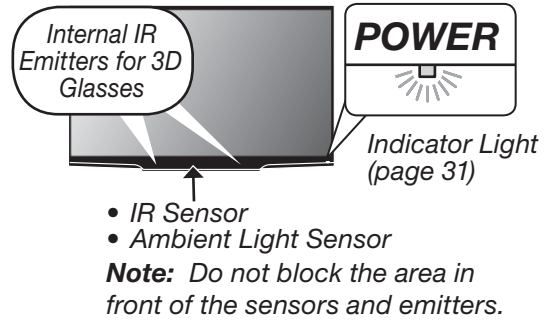 Internal IR
Emitters for 3D
Glasses
POWER
Indicator Light
(page 31)
• IR Sensor
• Ambient Light Sensor
Note: Do not block the area in
front of the sensors and emitters.